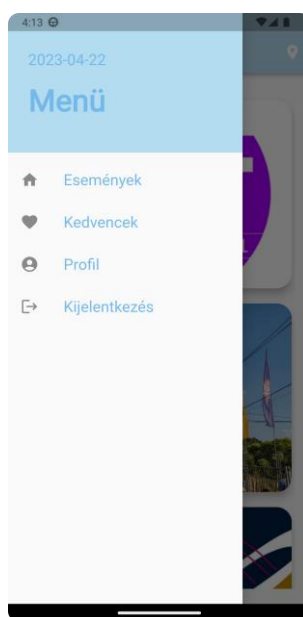 4:13
2023-04-22
Menü
Események
Kedvencek
Profil
Kijelentkezés